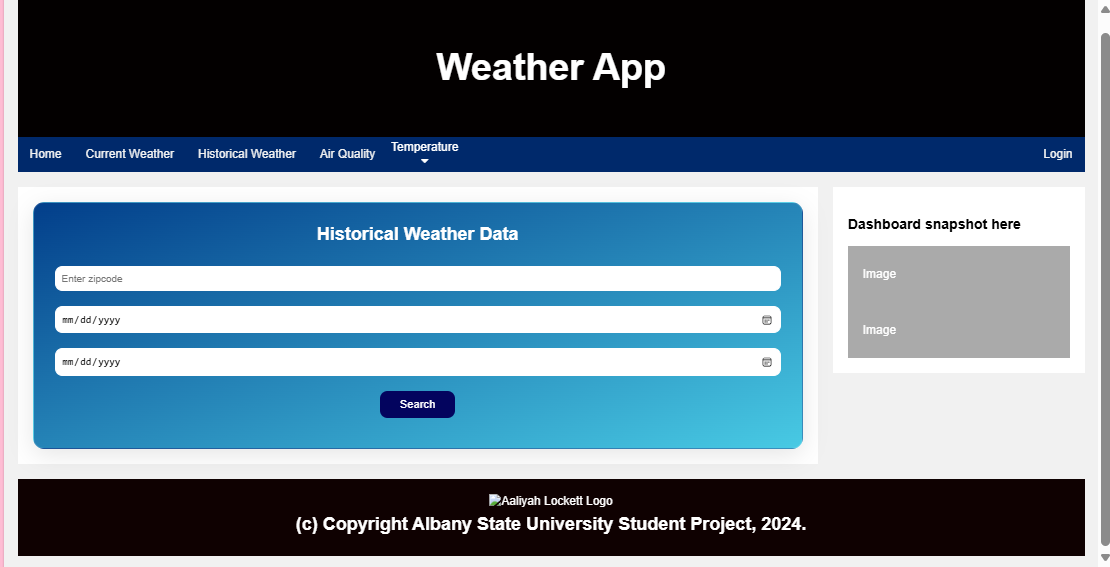 Weather App
Home Current Weather Historical Weather Air Quality Temperature Login
Historical Weather Data
Enter zipcode
mm/dd/yyyy
mm/dd/yyyy
Search
Dashboard snapshot here
Image
Image
Aaliyah Lockett Logo
(c) Copyright Albany State University Student Project, 2024.